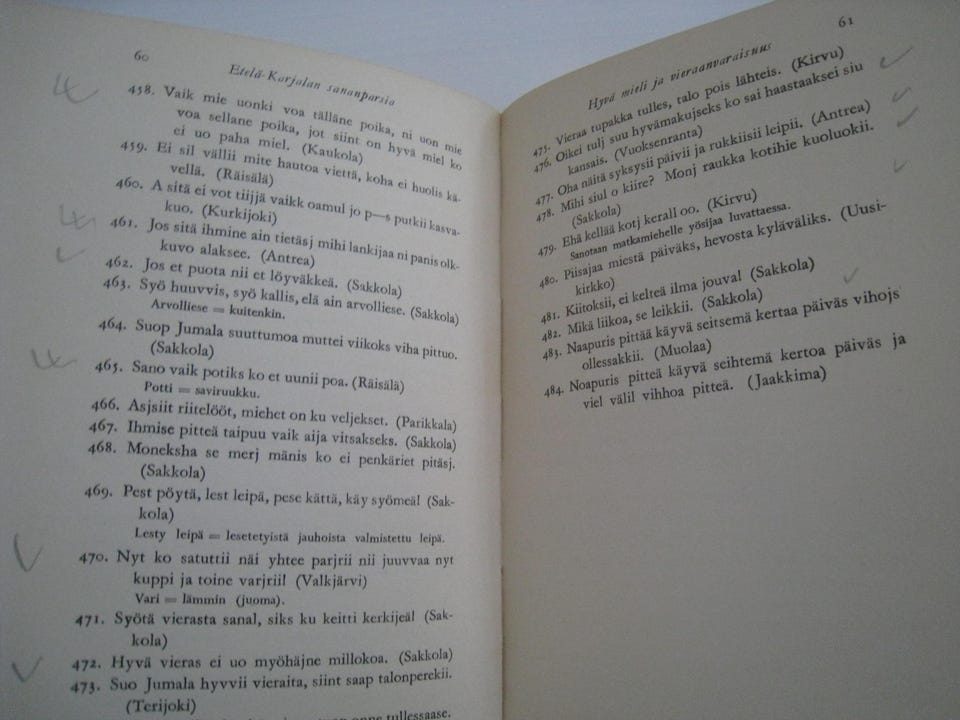 60
Etelä-Karjalan sananparsia
458. Vaik mie uonki voa tälläne poika, ni uon mie
voa sellane poika, jot siint on hyvä miel ko
ei uo paha miel. (Kaukola)
459. Ei sil vällii mite hautoa viettä, koha ei huolis kä-
vellä. (Räisälä)
460. A sitä ei vot tiijjä vaikk oamul jo p—s putkii kasva-
kuo. (Kurkijoki)
461. Jos sitä ihmine ain tietäsj mihi lankijaa ni panis olk-
kuvo alaksee. (Antrea)
462. Jos et puota nii et löyväkkeä. (Sakkola)
463. Syö huuvvis, syö kallis, elä ain arvolliese. (Sakkola)
Arvolliese = kuitenkin.
464. Suop Jumala suuttumoa muttei viikoks viha pittuo.
(Sakkola)
465. Sano vaik potiks ko et uunii poa. (Räisälä)
Potti = saviruukku.
466. Asjsiit riitelööt, miehet on ku veljekset. (Parikkala)
467. Ihmise pitteä taipuu vaik aija vitsakseks. (Sakkola)
468. Moneksha se merj mänis ko ei penkäriet pitäsj.
(Sakkola)
469. Pest pöytä, lest leipä, pese kättä, käy syömeä! (Sak-
kola)
Lesty leipä = lesetetyistä jauhoista valmistettu leipä.
470. Nyt ko satuttii näi yhtee parjrii nii juuvvaa nyt
kuppi ja toine varjrii! (Valkjärvi)
Vari = lämmin (juoma).
471. Syötä vierasta sanal, siks ku keitti kerkijeä! (Sak-
kola)
472. Hyvä vieras ei uo myöhäjne millokoa. (Sakkola)
473. Suo Jumala hyvvii vieraita, siint saap talonperekii.
(Terijoki)
onne tullessaase.
61
Hyvä mieli ja vieraanvaraisuus
475. Vieraa tupakka tulles, talo pois lähteis. (Kirvu)
476. Oikei tulj suu hyvämakujseks ko sai haastaaksei siu
kansais. (Vuoksenranta)
477. Oha näitä syksysii päivii ja rukkiisii leipii. (Antrea)
478. Mihi siul o kiire? Monj raukka kotihie kuoluokii.
(Sakkola)
479. Ehä kellää kotj kerall oo. (Kirvu)
Sanotaan matkamiehelle yösijaa luvattaessa.
480. Piisajaa miestä päiväks, hevosta kyläväliks. (Uusi-
kirkko)
481. Kiitoksii, ei kelteä ilma jouva! (Sakkola)
482. Mikä liikoa, se leikkii. (Sakkola)
483. Naapuris pittää käyvä seitsemä kertaa päiväs vihojs
ollessakkii. (Muolaa)
484. Noapuris pitteä käyvä seihtemä kertoa päiväs ja
viel välil vihhoa pitteä. (Jaakkima)